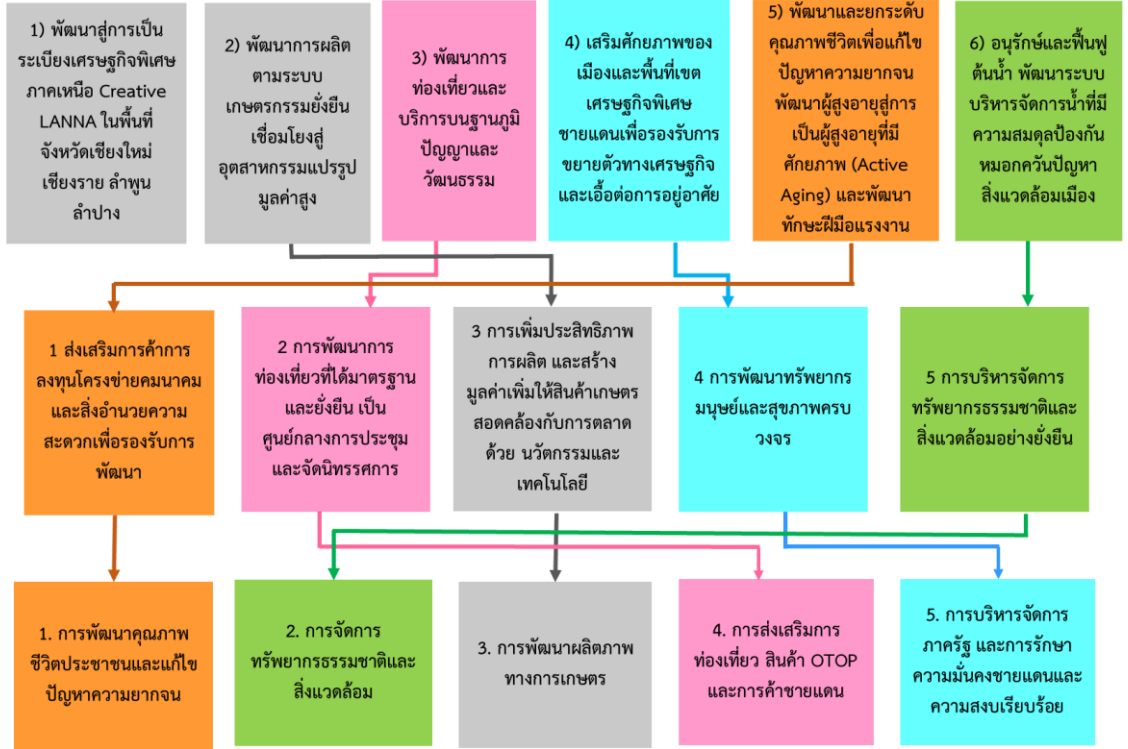 1) พัฒนาสู่การเป็น
ระเบียงเศรษฐกิจพิเศษ
ภาคเหนือ Creative
LANNA ในพื้นที่
จังหวัดเชียงใหม่
เชียงราย ลำพูน
ลำปาง
2) พัฒนาการผลิต
ตามระบบ
เกษตรกรรมยั่งยืน
เชื่อมโยงสู่
อุตสาหกรรมแปรรูป
มูลค่าสูง
3) พัฒนาการ
ท่องเที่ยวและ
บริการบนฐานภูมิ
ปัญญาและ
วัฒนธรรม
4) เสริมศักยภาพของ
เมืองและพื้นที่เขต
เศรษฐกิจพิเศษ
ชายแดนเพื่อรองรับการ
ขยายตัวทางเศรษฐกิจ
และเอื้อต่อการอยู่อาศัย
5) พัฒนาและยกระดับ
คุณภาพชีวิตเพื่อแก้ไข
ปัญหาความยากจน
พัฒนาผู้สูงอายุสู่การ
เป็นผู้สูงอายุที่มี
ศักยภาพ (Active
Aging) และพัฒนา
ทักษะฝีมือแรงงาน
6) อนุรักษ์และฟื้นฟู
ต้นน้ำ พัฒนาระบบ
บริหารจัดการน้ำที่มี
ความสมดุลป้องกัน
หมอกควันปัญหา
สิ่งแวดล้อมเมือง
1 ส่งเสริมการค้าการ
ลงทุนโครงข่ายคมนาคม
และสิ่งอำนวยความ
สะดวกเพื่อรองรับการ
พัฒนา
2 การพัฒนาการ
ท่องเที่ยวที่ได้มาตรฐาน
และยั่งยืน เป็น
ศูนย์กลางการประชุม
และจัดนิทรรศการ
3 การเพิ่มประสิทธิภาพ
การผลิต และสร้าง
มูลค่าเพิ่มให้สินค้าเกษตร
สอดคล้องกับการตลาด
ด้วย นวัตกรรมและ
เทคโนโลยี
4 การพัฒนาทรัพยากร
มนุษย์และสุขภาพครบ
วงจร
5 การบริหารจัดการ
ทรัพยากรธรรมชาติและ
สิ่งแวดล้อมอย่างยั่งยืน
1. การพัฒนาคุณภาพ
ชีวิตประชาชนและแก้ไข
ปัญหาความยากจน
2. การจัดการ
ทรัพยากรธรรมชาติและ
สิ่งแวดล้อม
3. การพัฒนาผลิตภาพ
ทางการเกษตร
4. การส่งเสริมการ
ท่องเที่ยว สินค้า OTOP
และการค้าชายแดน
5. การบริหารจัดการ
ภาครัฐ และการรักษา
ความมั่นคงชายแดนและ
ความสงบเรียบร้อย